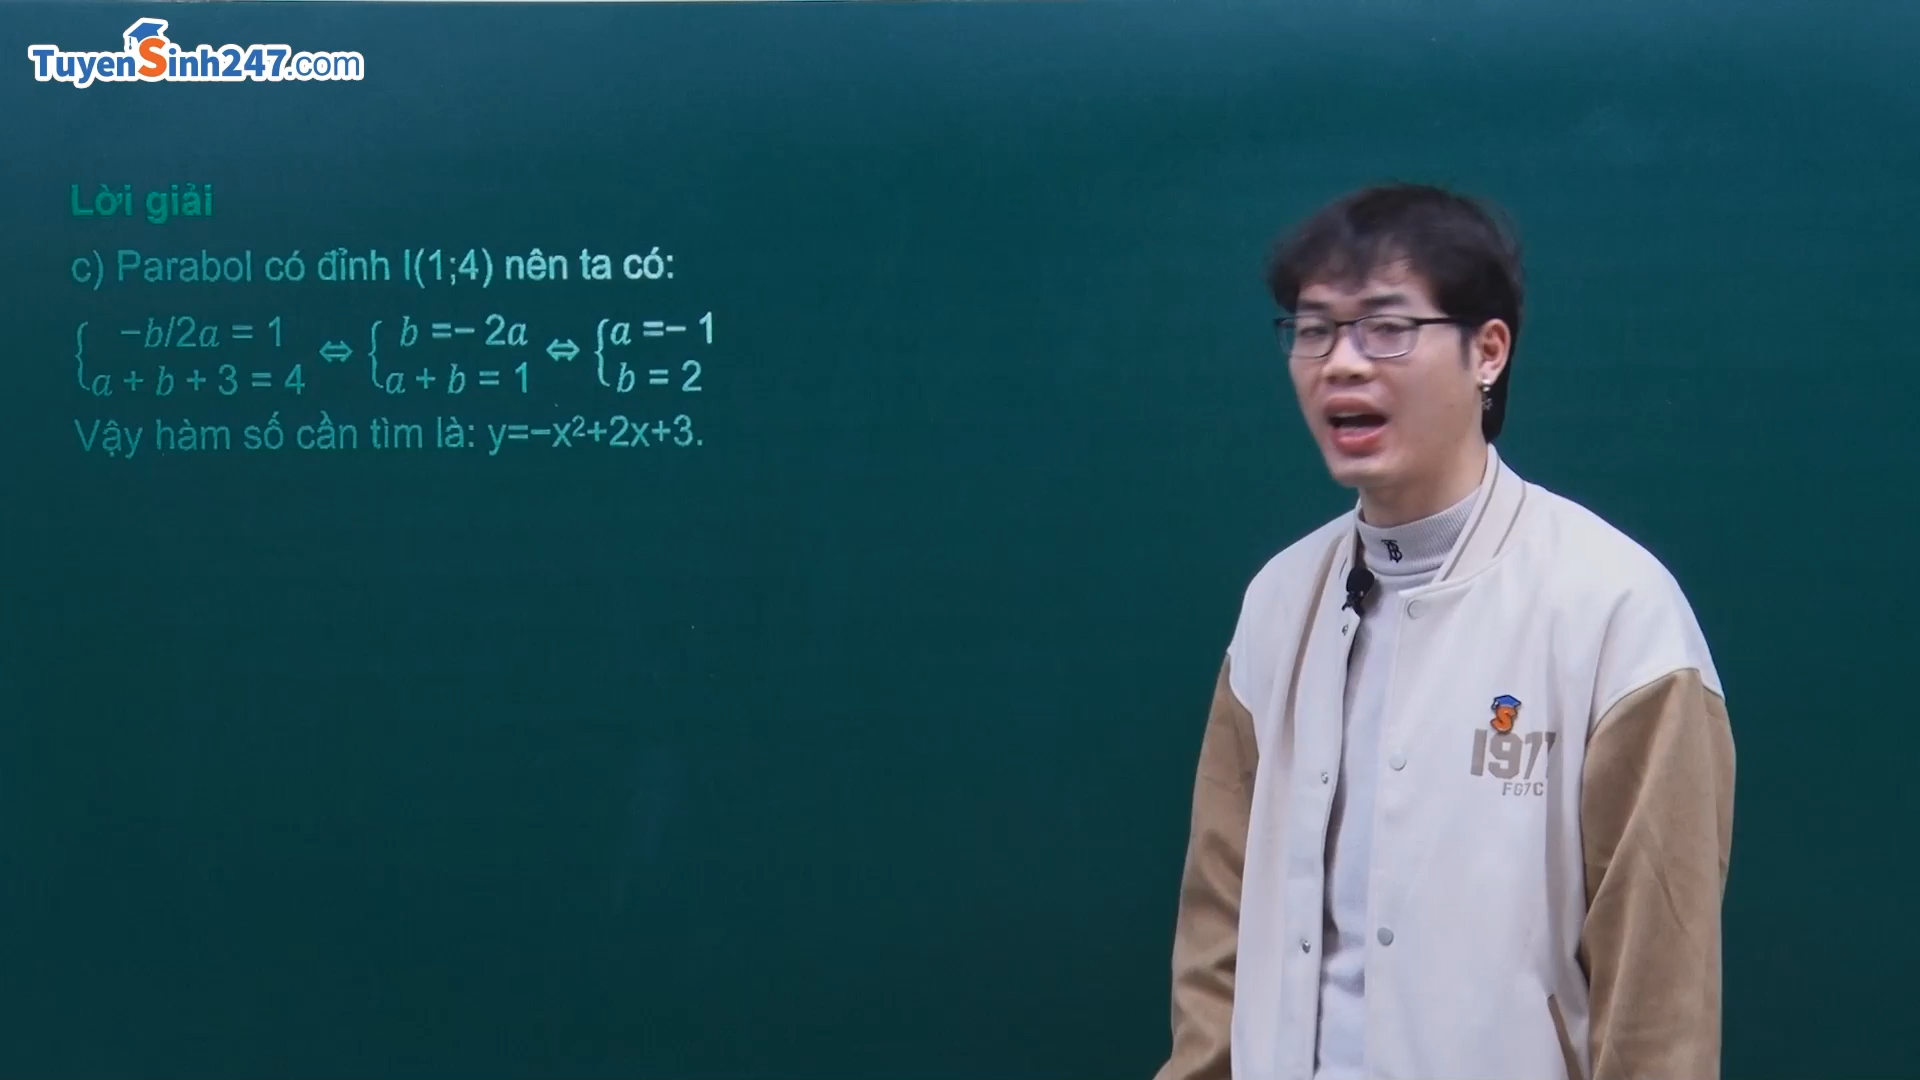 TuyenSinh247.com
Lời giải
c) Parabol có đỉnh I(1;4) nên ta có:
{ −b/2a = 1 ⇔ { b =− 2a ⇔ { a =− 1
a + b + 3 = 4 a + b = 1 b = 2
Vậy hàm số cần tìm là: y=−x²+2x+3.
S
1977
FG7C